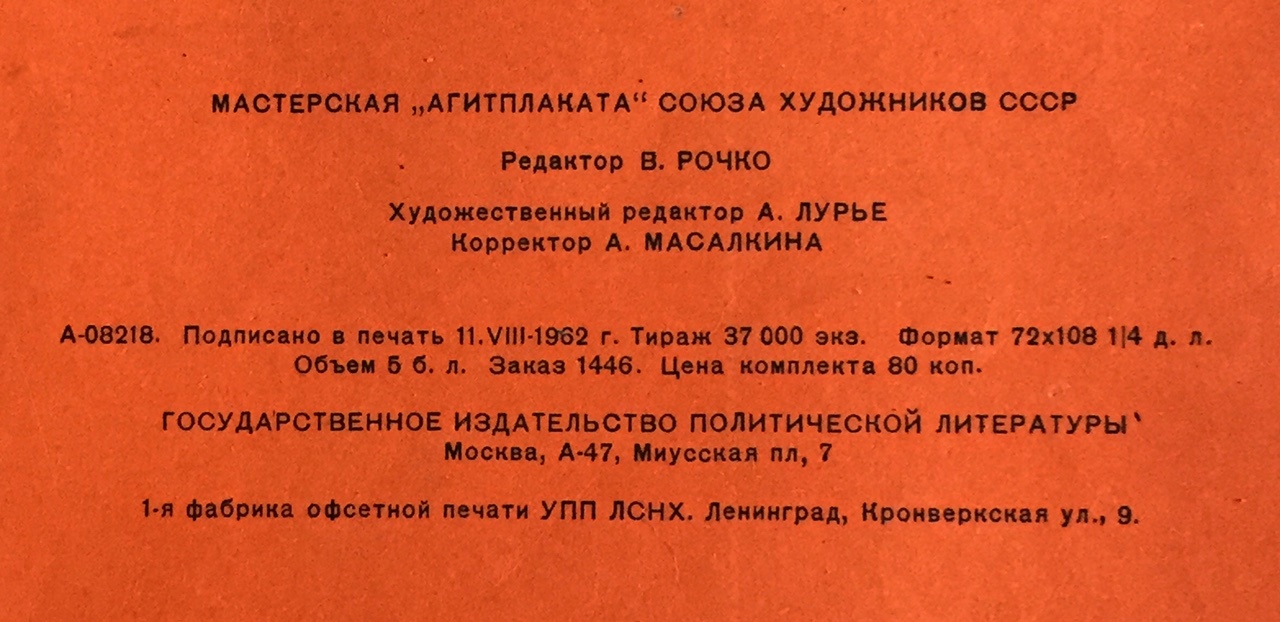 МАСТЕРСКАЯ „АГИТПЛАКАТА“ СОЮЗА ХУДОЖНИКОВ СССР
Редактор В. РОЧКО
Художественный редактор А. ЛУРЬЕ
Корректор А. МАСАЛКИНА
А-08218. Подписано в печать 11.VIII-1962 г. Тираж 37 000 экз. Формат 72х108 1|4 д. л.
Объем 5 б. л. Заказ 1446. Цена комплекта 80 коп.
ГОСУДАРСТВЕННОЕ ИЗДАТЕЛЬСТВО ПОЛИТИЧЕСКОЙ ЛИТЕРАТУРЫ
Москва, А-47, Миусская пл, 7
1-я фабрика офсетной печати УПП ЛСНХ. Ленинград, Кронверкская ул., 9.